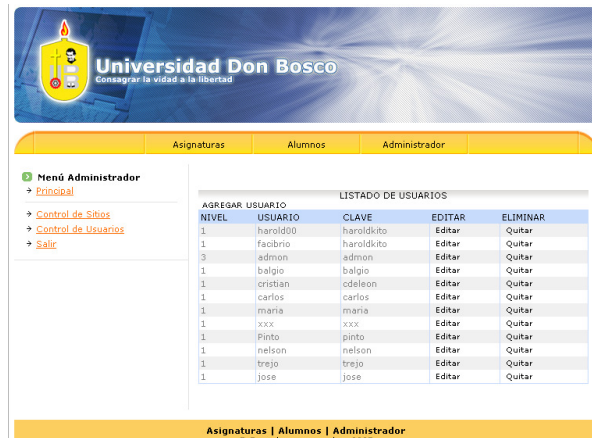 Universidad Don Bosco
Consagrar la vidad a la libertad
Asignaturas Alumnos Administrador
Menú Administrador
Principal
Control de Sitios
Control de Usuarios
Salir
LISTADO DE USUARIOS
AGREGAR USUARIO
NIVEL USUARIO CLAVE EDITAR ELIMINAR
1 harold00 haroldkito Editar Quitar
1 facibrio haroldkito Editar Quitar
3 admon admon Editar Quitar
1 balgio balgio Editar Quitar
1 cristian cdeleon Editar Quitar
1 carlos carlos Editar Quitar
1 maria maria Editar Quitar
1 xxx xxx Editar Quitar
1 Pinto pinto Editar Quitar
1 nelson nelson Editar Quitar
1 trejo trejo Editar Quitar
1 jose jose Editar Quitar
Asignaturas | Alumnos | Administrador